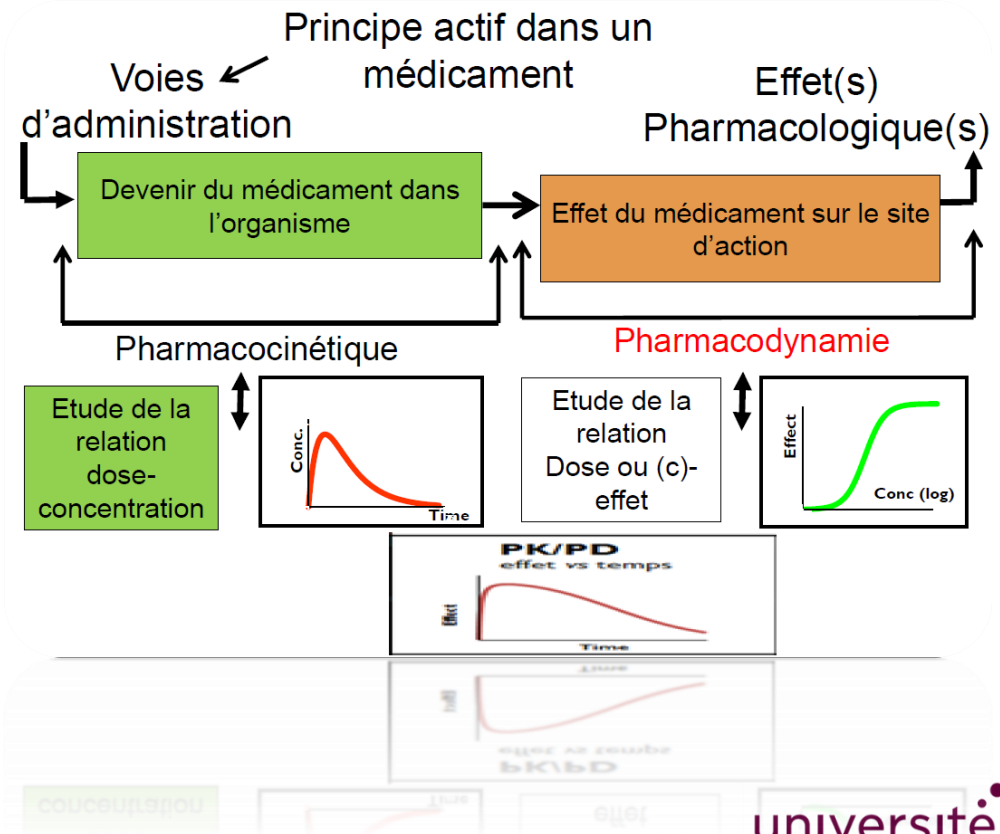 Principe actif dans un
médicament
Voies
d'administration
Effet(s)
Pharmacologique(s)
Devenir du médicament dans
l'organisme
Effet du médicament sur le site
d'action
Pharmacocinétique
Pharmacodynamie
Etude de la
relation
dose-
concentration
Conc.
Time
Etude de la
relation
Dose ou (c)-
effet
Effect
Conc (log)
PK/PD
effet vs temps
Effect
Time
université